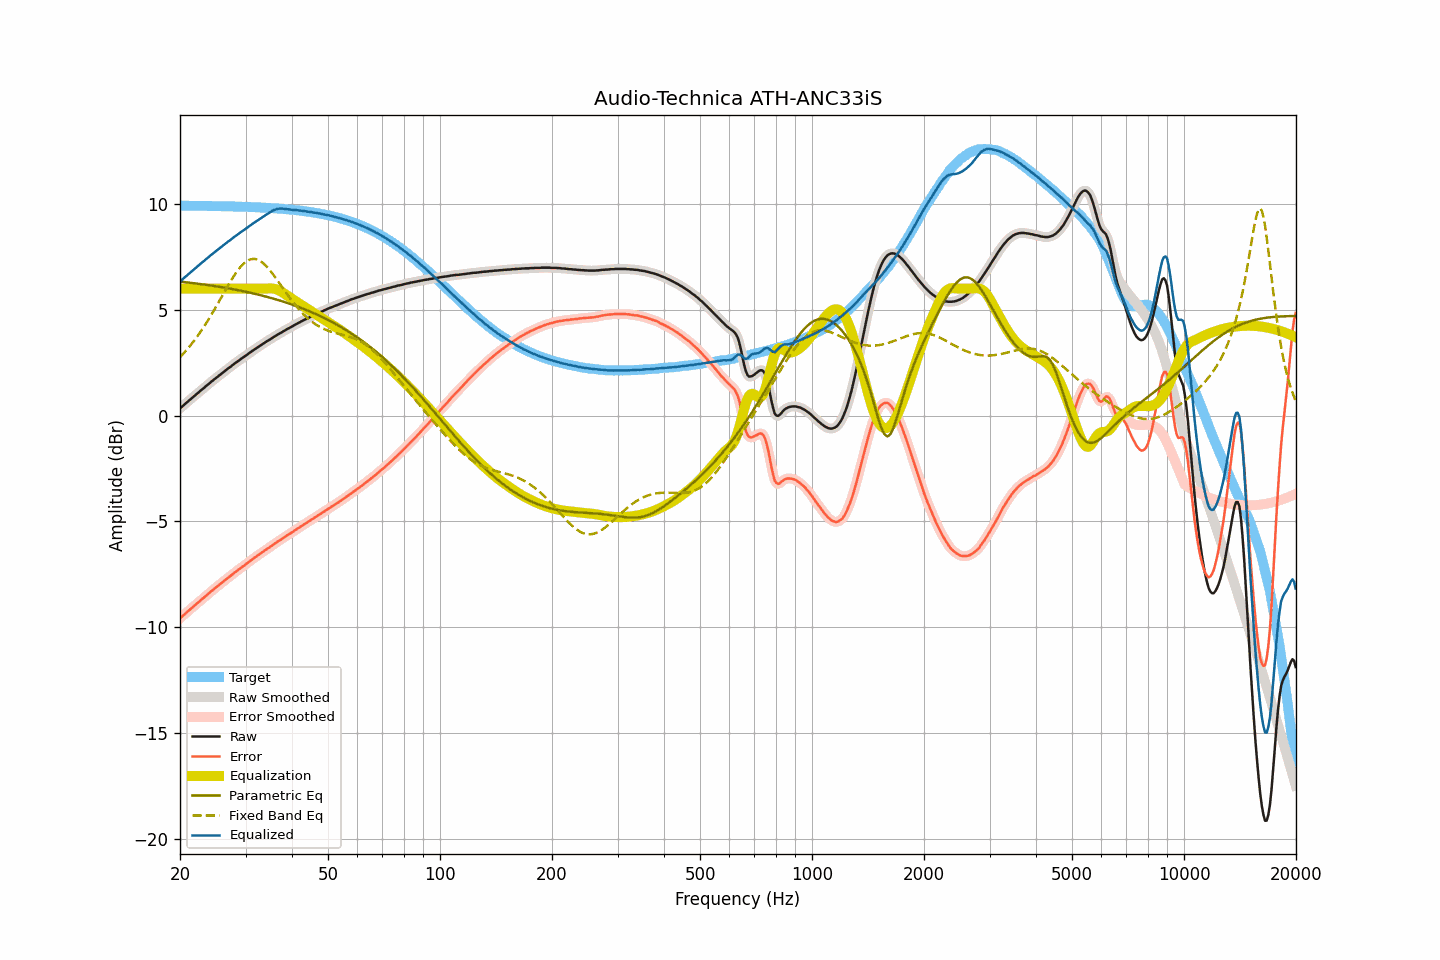 Audio-Technica ATH-ANC33iS
Amplitude (dBr)
10
5
0
−5
−10
−15
−20
Target
Raw Smoothed
Error Smoothed
Raw
Error
Equalization
Parametric Eq
Fixed Band Eq
Equalized
20 50 100 200 500 1000 2000 5000 10000 20000
Frequency (Hz)